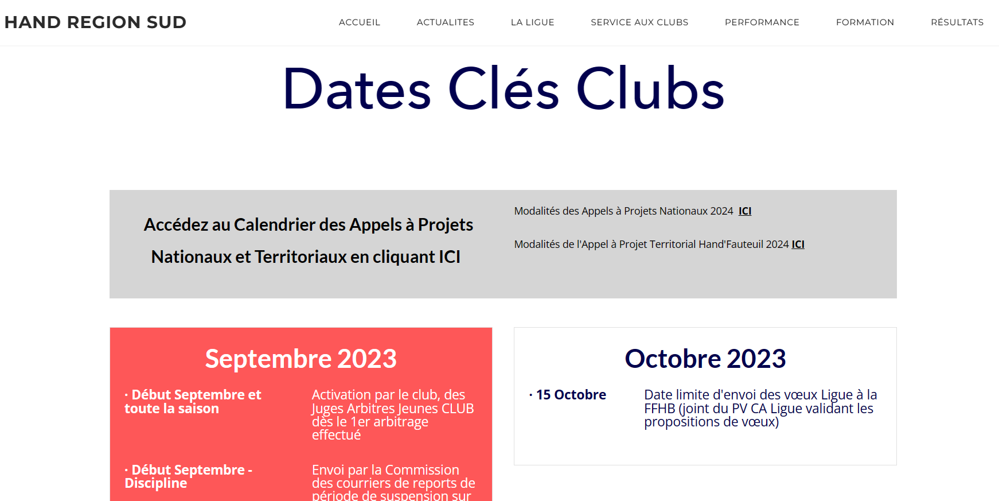 HAND REGION SUD
ACCUEIL
ACTUALITES
LA LIGUE
SERVICE AUX CLUBS
PERFORMANCE
FORMATION
RÉSULTATS
Dates Clés Clubs
Accédez au Calendrier des Appels à Projets
Nationaux et Territoriaux en cliquant ICI
Modalités des Appels à Projets Nationaux 2024 ICI
Modalités de l'Appel à Projet Territorial Hand'Fauteuil 2024 ICI
Septembre 2023
· Début Septembre et
toute la saison
Activation par le club, des
Juges Arbitres Jeunes CLUB
dès le 1er arbitrage
effectué
· Début Septembre -
Discipline
Envoi par la Commission
des courriers de reports de
période de suspension sur
Octobre 2023
· 15 Octobre
Date limite d'envoi des vœux Ligue à la
FFHB (joint du PV CA Ligue validant les
propositions de vœux)